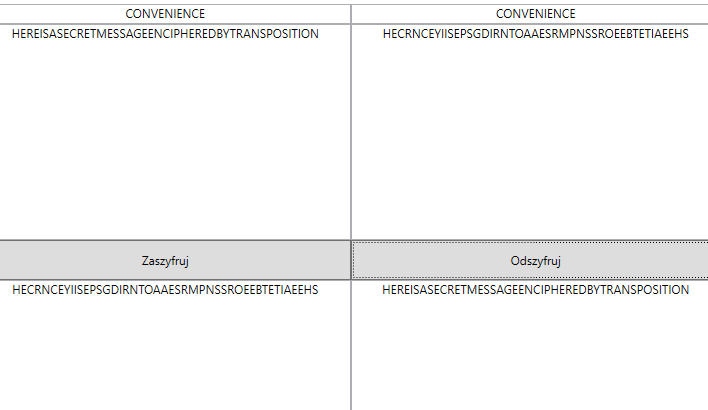 CONVENIENCE
CONVENIENCE
HEREISASECRETMESSAGEENCIPHEREDBYTRANSPOSITION
HECRNCEYIISEPSGDIRNTOAAESRMPNSSROEEBTETIAEEHS
Zaszyfruj
Odszyfruj
HECRNCEYIISEPSGDIRNTOAAESRMPNSSROEEBTETIAEEHS
HEREISASECRETMESSAGEENCIPHEREDBYTRANSPOSITION